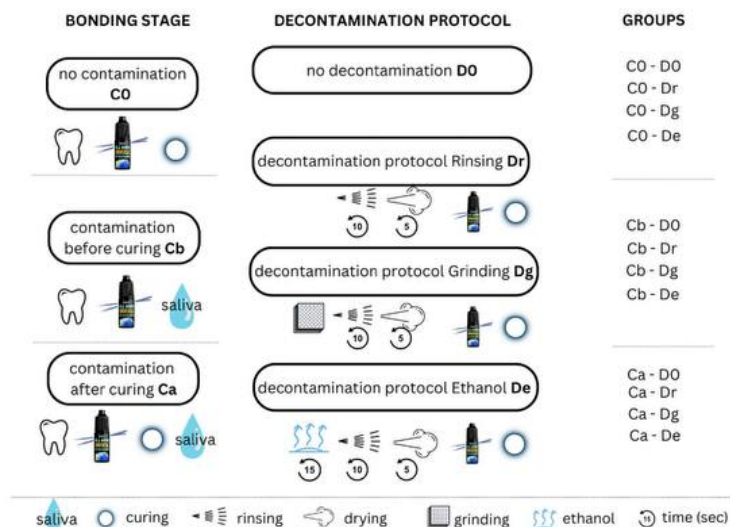 BONDING STAGE
DECONTAMINATION PROTOCOL
GROUPS
no contamination
C0
no decontamination D0
C0 - D0
C0 - Dr
C0 - Dg
C0 - De
decontamination protocol Rinsing Dr
10
5
contamination
before curing Cb
saliva
decontamination protocol Grinding Dg
10
5
Cb - D0
Cb - Dr
Cb - Dg
Cb - De
contamination
after curing Ca
saliva
decontamination protocol Ethanol De
15
10
5
Ca - D0
Ca - Dr
Ca - Dg
Ca - De
saliva
curing
rinsing
drying
grinding
ethanol
15
time (sec)